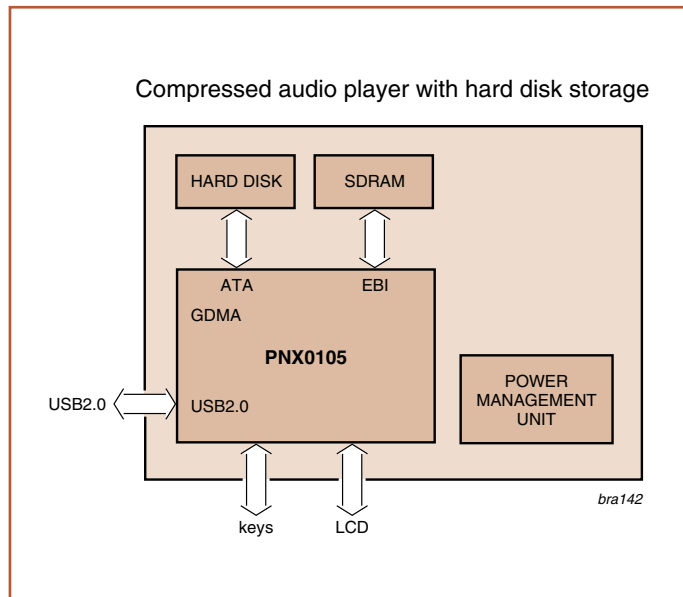 Compressed audio player with hard disk storage
HARD DISK
SDRAM
ATA
EBI
GDMA
PNX0105
POWER
MANAGEMENT
UNIT
USB2.0
USB2.0
bra142
keys
LCD